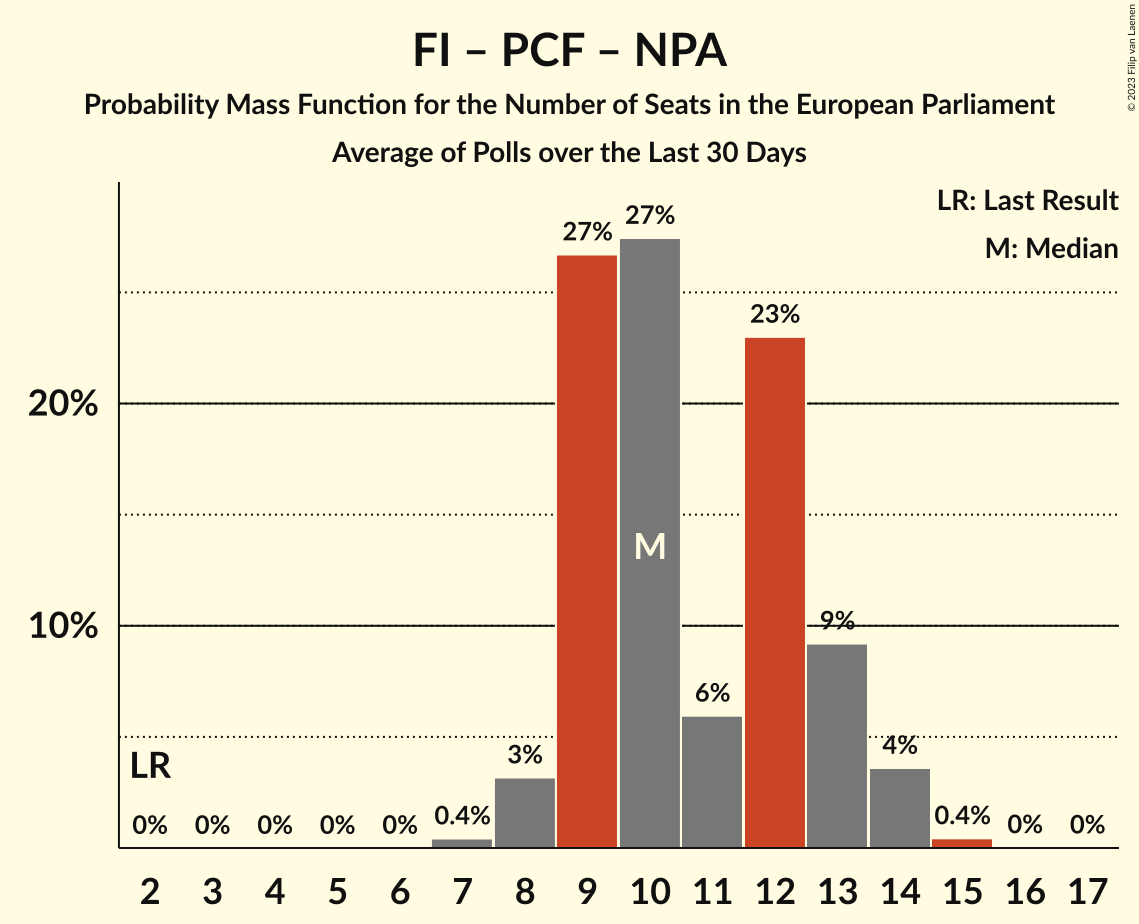 FI – PCF – NPA
Probability Mass Function for the Number of Seats in the European Parliament
Average of Polls over the Last 30 Days
© 2023 Filip van Laenen
LR: Last Result
M: Median
27%
27%
23%
20%
M
10%
9%
6%
4%
3%
LR
0%
0%
0%
0%
0%
0.4%
0.4%
0%
0%
2 3 4 5 6 7 8 9 10 11 12 13 14 15 16 17